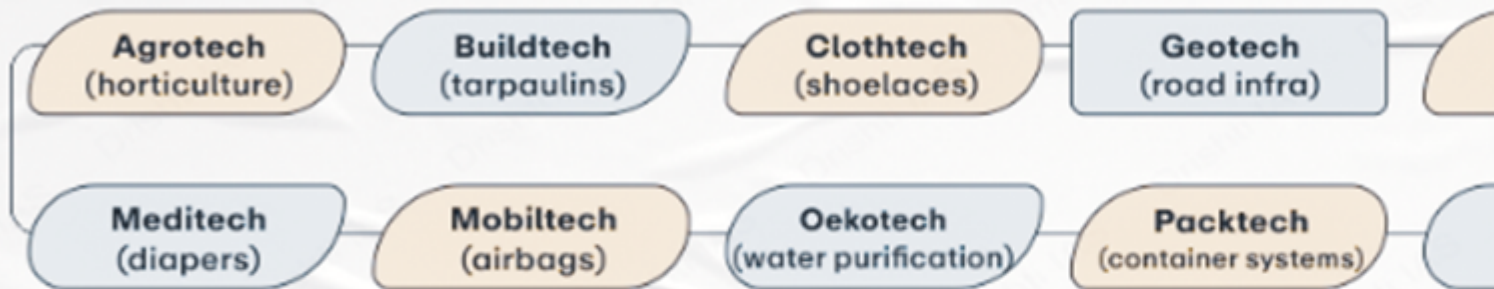 Agrotech
(horticulture)
Buildtech
(tarpaulins)
Clothtech
(shoelaces)
Geotech
(road infra)
Meditech
(diapers)
Mobiltech
(airbags)
Oekotech
(water purification)
Packtech
(container systems)